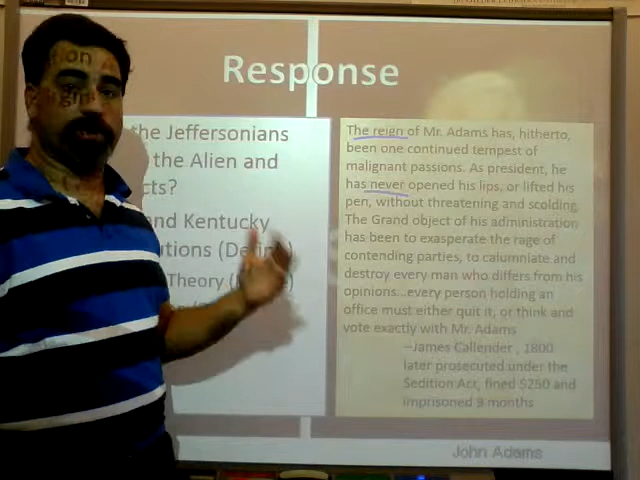 Response
the Jeffersonians
the Alien and
cts?
and Kentucky
utions (Define)
Theory (
The reign of Mr. Adams has, hitherto,
been one continued tempest of
malignant passions. As president, he
has never opened his lips, or lifted his
pen, without threatening and scolding.
The Grand object of his administration
has been to exasperate the rage of
contending parties, to calumniate and
destroy every man who differs from his
opinions...every person holding an
office must either quit it, or think and
vote exactly with Mr. Adams
--James Callender , 1800
later prosecuted under the
Sedition Act, fined $250 and
imprisoned 9 months
John Adams